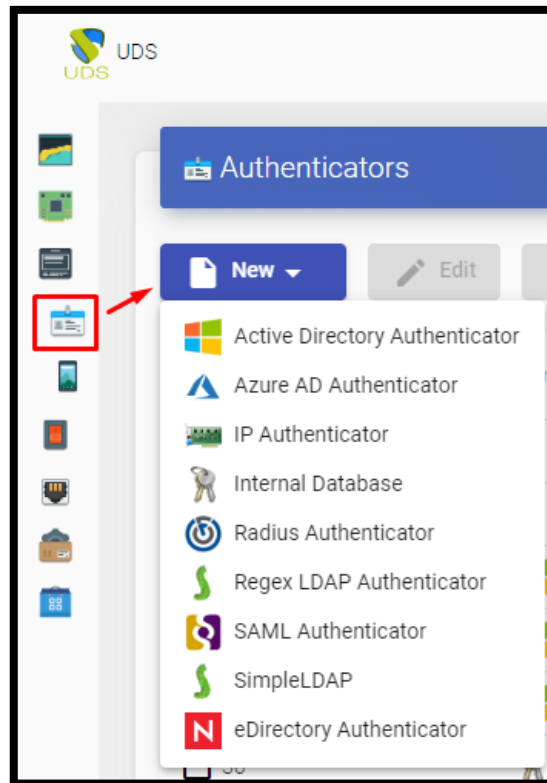 UDS
UDS
Authenticators
New
Edit
Active Directory Authenticator
Azure AD Authenticator
IP Authenticator
Internal Database
Radius Authenticator
Regex LDAP Authenticator
SAML Authenticator
SimpleLDAP
eDirectory Authenticator